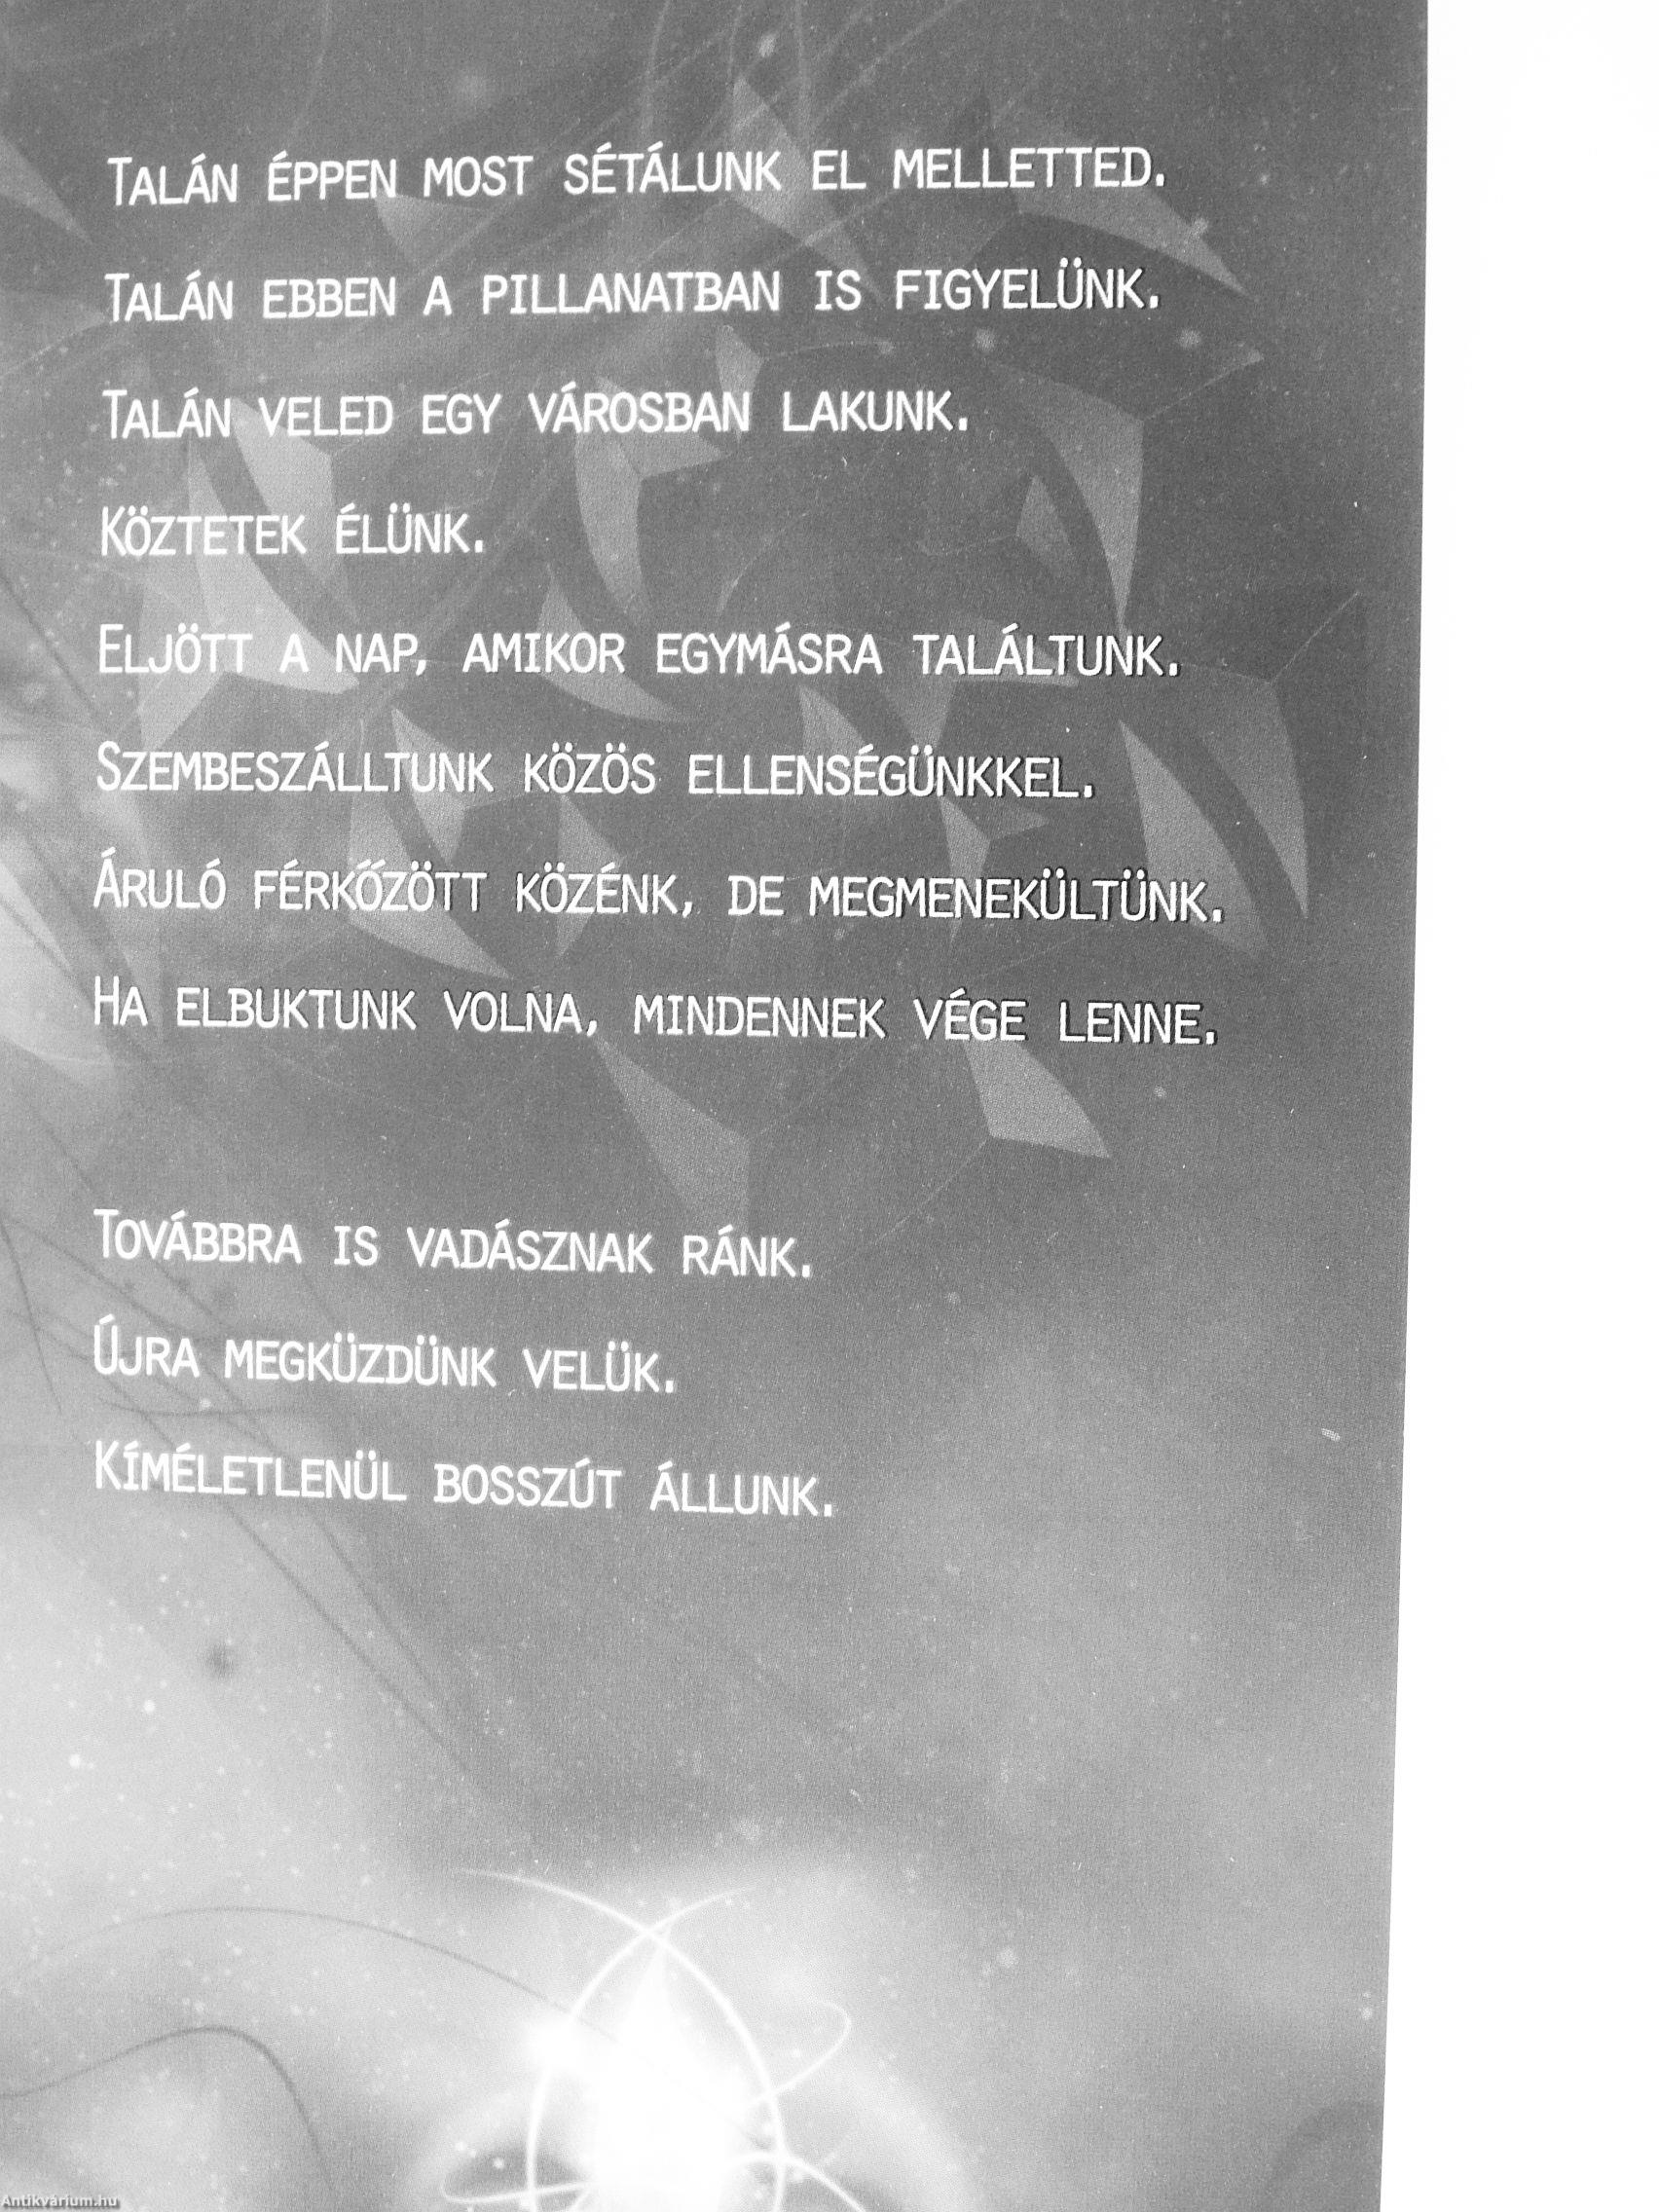 TALÁN ÉPPEN MOST SÉTÁLUNK EL MELLETTED.
TALÁN EBBEN A PILLANATBAN IS FIGYELÜNK.
TALÁN VELED EGY VÁROSBAN LAKUNK.
KÖZTETEK ÉLÜNK.
ELJÖTT A NAP, AMIKOR EGYMÁSRA TALÁLTUNK.
SZEMBESZÁLLTUNK KÖZÖS ELLENSÉGÜNKKEL.
ÁRULÓ FÉRKŐZÖTT KÖZÉNK, DE MEGMENEKÜLTÜNK.
HA ELBUKTUNK VOLNA, MINDENNEK VÉGE LENNE.
TOVÁBBRA IS VADÁSZNAK RÁNK.
ÚJRA MEGKÜZDÜNK VELÜK.
KÍMÉLETLENÜL BOSSZÚT ÁLLUNK.
Antikvárium.hu